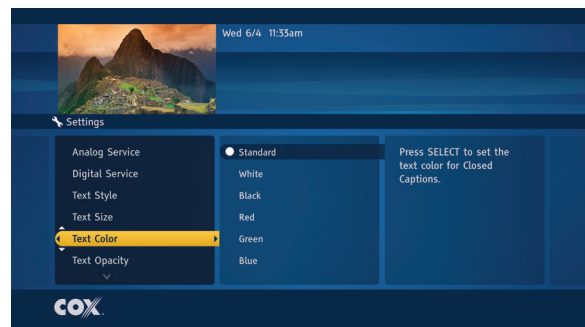 Wed 6/4 11:33am
Settings
Analog Service
Digital Service
Text Style
Text Size
Text Color
Text Opacity
Standard
White
Black
Red
Green
Blue
Press SELECT to set the
text color for Closed
Captions.
COX